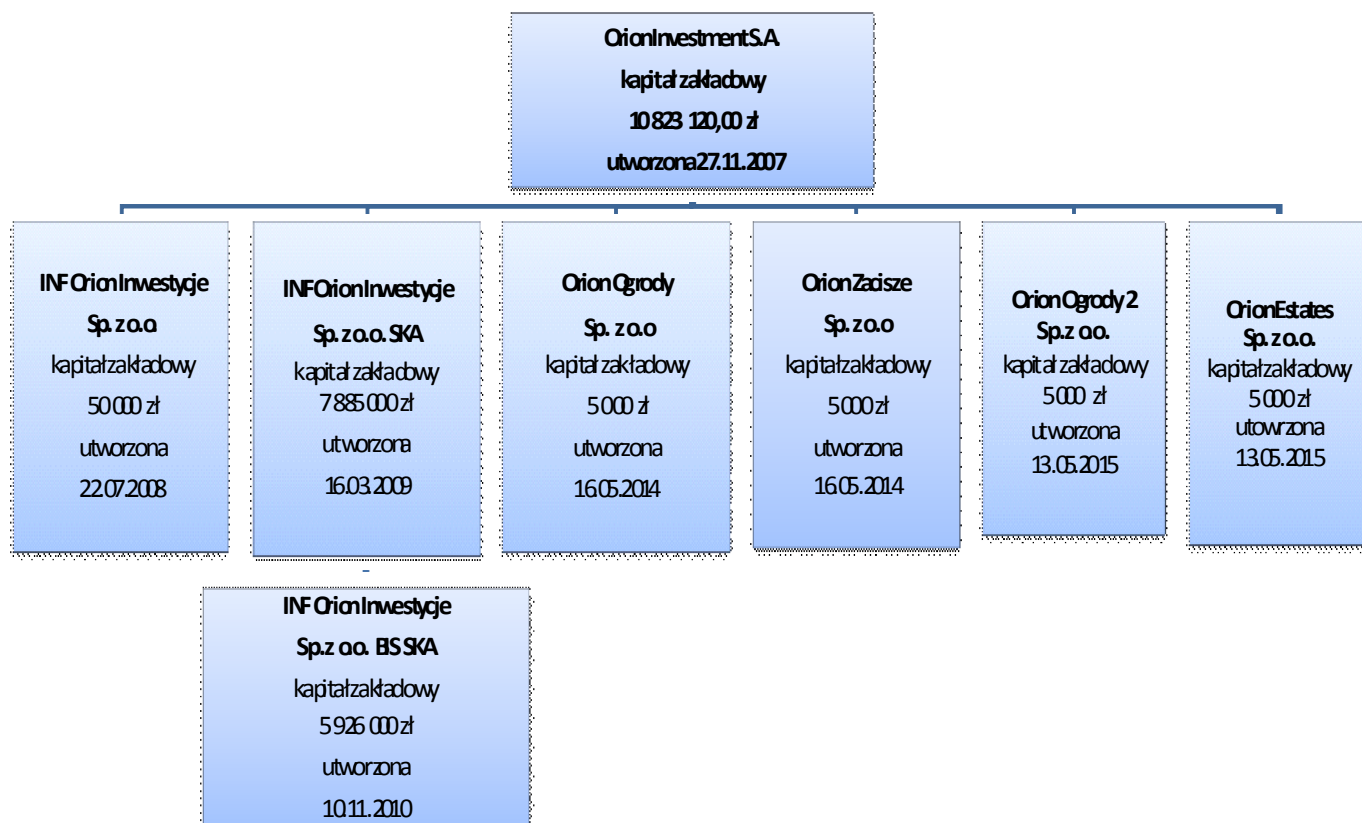 Orion Investment S.A.
kapitał zakładowy
10 823 120,00 zł
utworzona 27.11.2007
INF Orion Inwestycje
Sp. z o.o.
kapitał zakładowy
50 000 zł
utworzona
22.07.2008
INF Orion Inwestycje
Sp. z o.o. SKA
kapitał zakładowy
7 885 000 zł
utworzona
16.03.2009
Orion Ogrody
Sp. z o.o
kapitał zakładowy
5 000 zł
utworzona
16.05.2014
Orion Zacisze
Sp. z o.o
kapitał zakładowy
5 000 zł
utworzona
16.05.2014
Orion Ogrody 2
Sp. z o.o.
kapitał zakładowy
5 000 zł
utworzona
13.05.2015
Orion Estates
Sp. z o.o.
kapitał zakładowy
5 000 zł
utowrzona
13.05.2015
INF Orion Inwestycje
Sp. z o.o. BIS SKA
kapitał zakładowy
5 926 000 zł
utworzona
10.11.2010